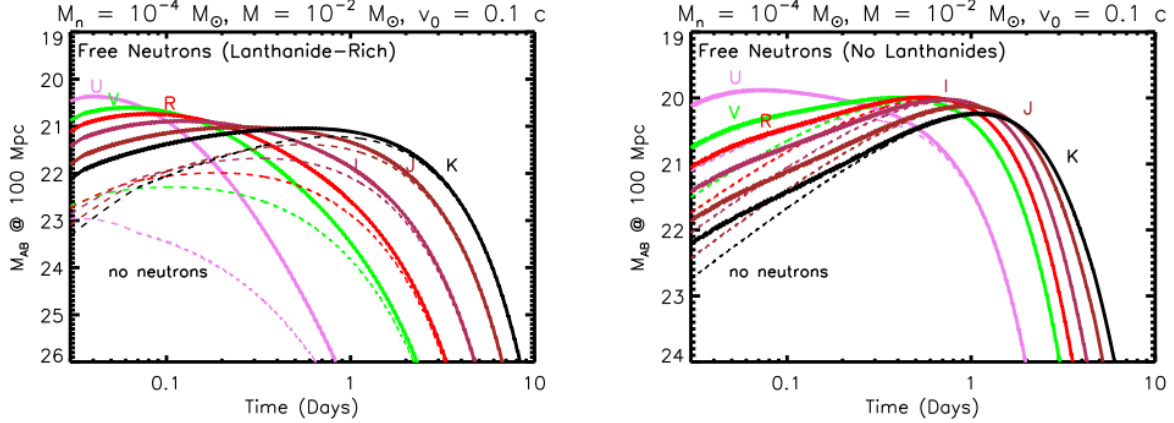 M_n = 10^-4 M_⊙, M = 10^-2 M_⊙, v_0 = 0.1 c
Free Neutrons (Lanthanide-Rich)
U
V
R
I
J
K
no neutrons
19
20
21
22
23
24
25
26
M_AB @ 100 Mpc
0.1
1
10
Time (Days)
M_n = 10^-4 M_⊙, M = 10^-2 M_⊙, v_0 = 0.1 c
Free Neutrons (No Lanthanides)
U
V
R
I
J
K
no neutrons
19
20
21
22
23
24
M_AB @ 100 Mpc
0.1
1
10
Time (Days)